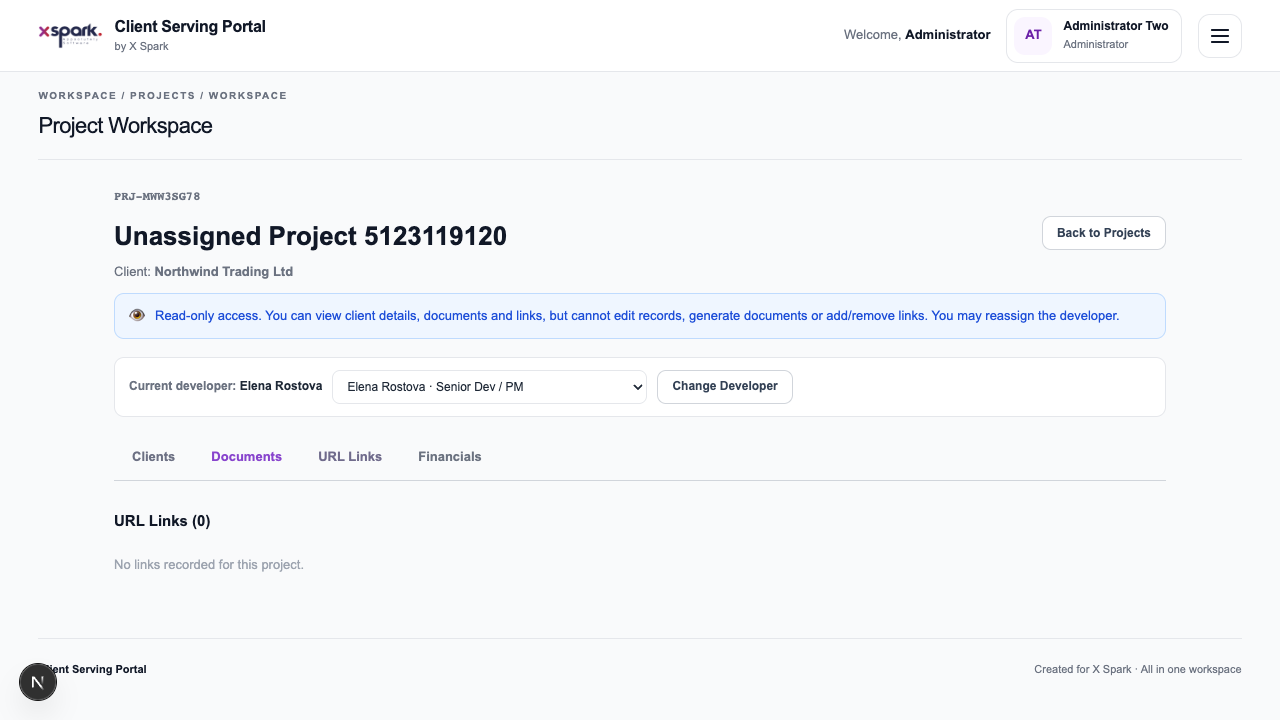 xspark.
Client Serving Portal
by X Spark
Welcome, Administrator
AT
Administrator Two
Administrator
WORKSPACE / PROJECTS / WORKSPACE
Project Workspace
PRJ-MWW3SG78
Unassigned Project 5123119120
Back to Projects
Client: Northwind Trading Ltd
Read-only access. You can view client details, documents and links, but cannot edit records, generate documents or add/remove links. You may reassign the developer.
Current developer: Elena Rostova
Elena Rostova · Senior Dev / PM
Change Developer
Clients
Documents
URL Links
Financials
URL Links (0)
No links recorded for this project.
ient Serving Portal
N
Created for X Spark · All in one workspace